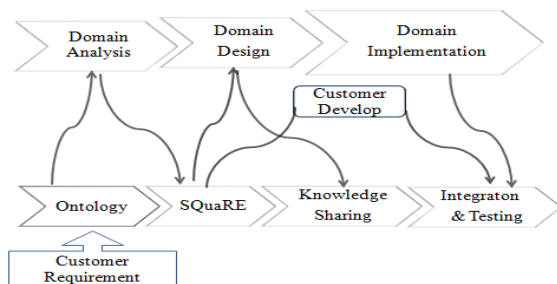 Domain
Analysis
Domain
Design
Domain
Implementation
Customer
Develop
Ontology
SQuaRE
Knowledge
Sharing
Integraton
& Testing
Customer
Requirement